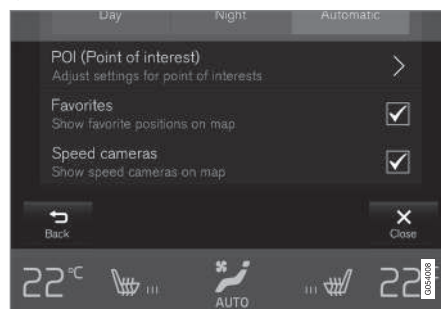 Day Night Automatic
POI (Point of interest)
Adjust settings for point of interests
Favorites
Show favorite positions on map
Speed cameras
Show speed cameras on map
Back
Close
22°C
AUTO
22
G054008